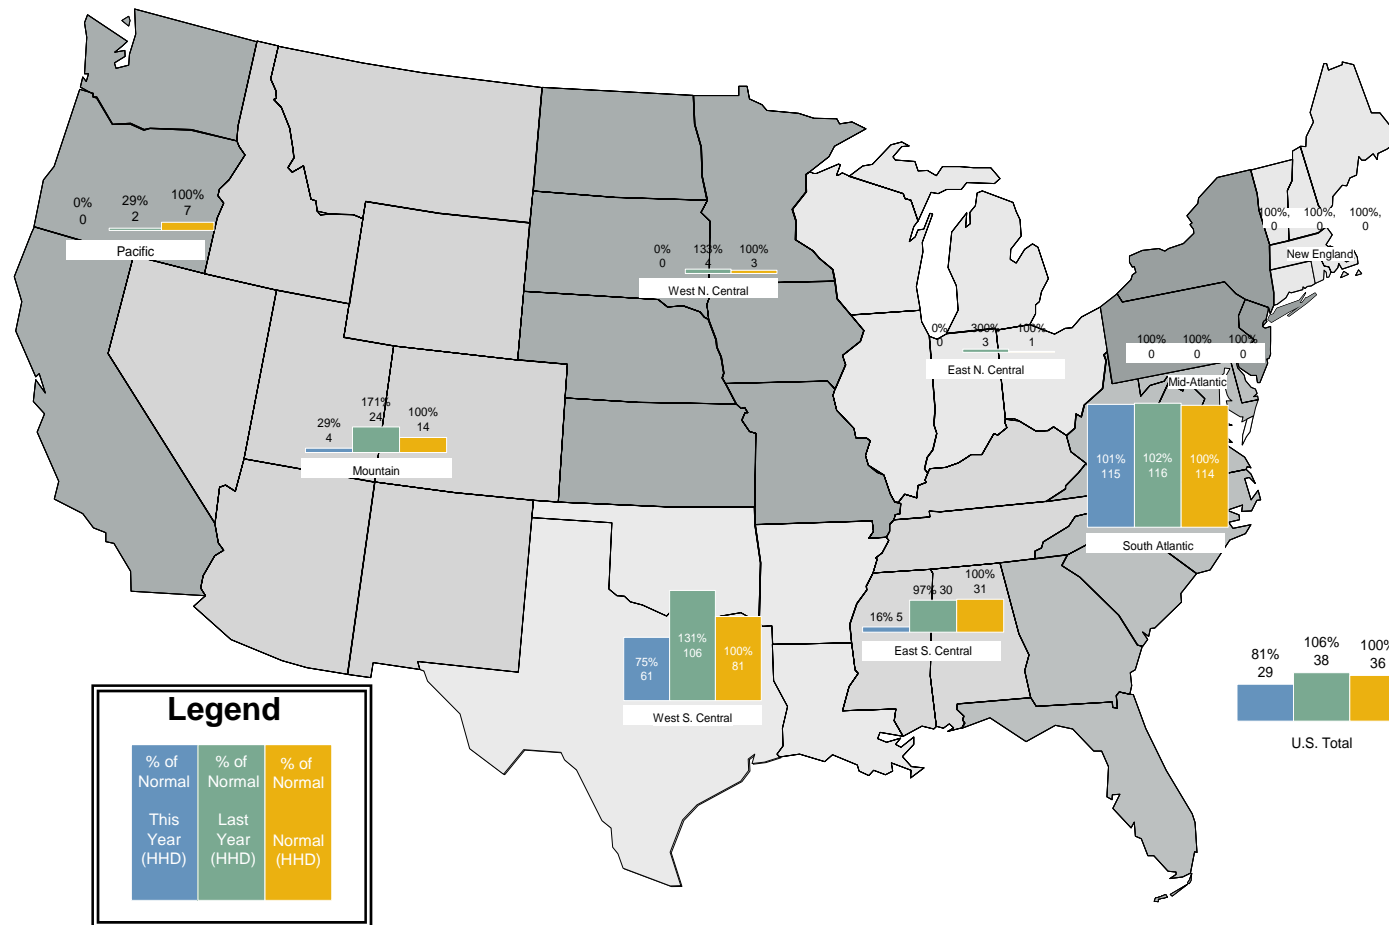 0%
0
29%
2
100%
7
Pacific
0%
0
133%
4
100%
3
West N. Central
100%,
0
100%,
0
100%,
0
New England
0%
0
300%
3
100%
1
East N. Central
100%
0
100%
0
100%
0
Mid-Atlantic
29%
4
171%
24
100%
14
Mountain
101%
115
102%
116
100%
114
South Atlantic
75%
61
131%
106
100%
81
West S. Central
16% 5
97% 30
100%
31
East S. Central
81%
29
106%
38
100%
36
U.S. Total
Legend
% of
Normal
This
Year
(HHD)
% of
Normal
Last
Year
(HHD)
% of
Normal
Normal
(HHD)